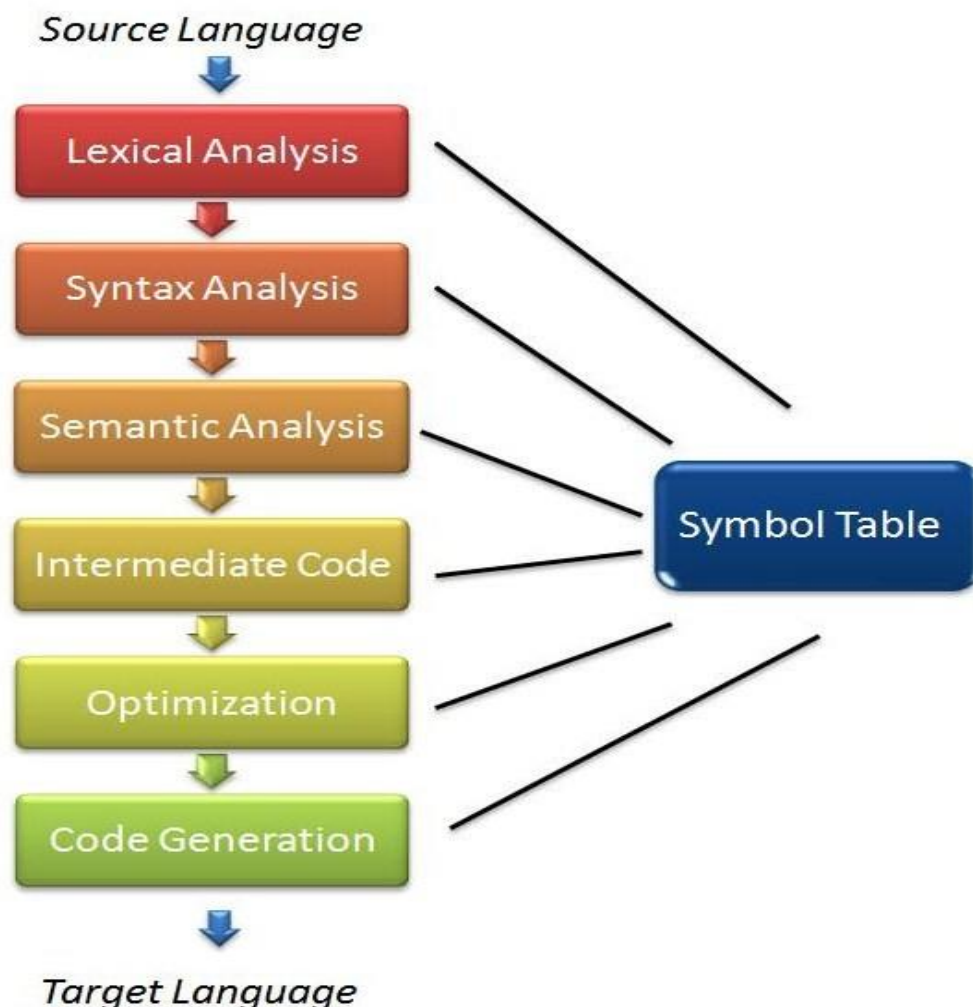 Source Language
Lexical Analysis
Syntax Analysis
Semantic Analysis
Intermediate Code
Optimization
Code Generation
Target Language
Symbol Table